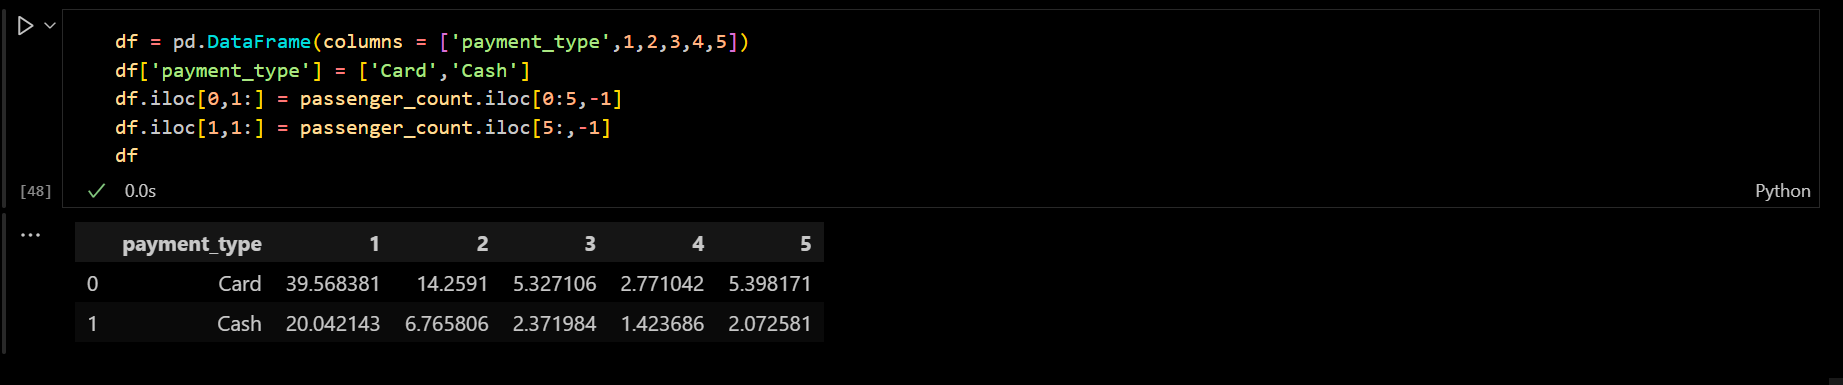 df = pd.DataFrame(columns = ['payment_type',1,2,3,4,5])
df['payment_type'] = ['Card','Cash']
df.iloc[0,1:] = passenger_count.iloc[0:5,-1]
df.iloc[1,1:] = passenger_count.iloc[5:,-1]
df
[48] 0.0s Python
payment_type 1 2 3 4 5
0 Card 39.568381 14.2591 5.327106 2.771042 5.398171
1 Cash 20.042143 6.765806 2.371984 1.423686 2.072581